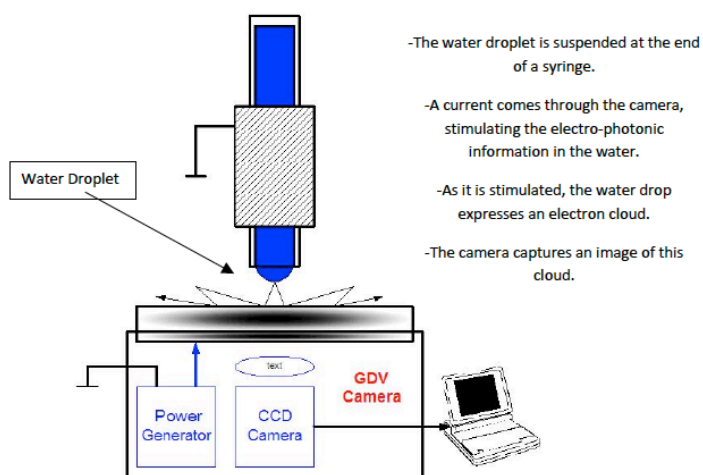 -The water droplet is suspended at the end
of a syringe.
-A current comes through the camera,
stimulating the electro-photonic
information in the water.
-As it is stimulated, the water drop
expresses an electron cloud.
-The camera captures an image of this
cloud.
Water Droplet
text
GDV
Camera
Power
Generator
CCD
Camera